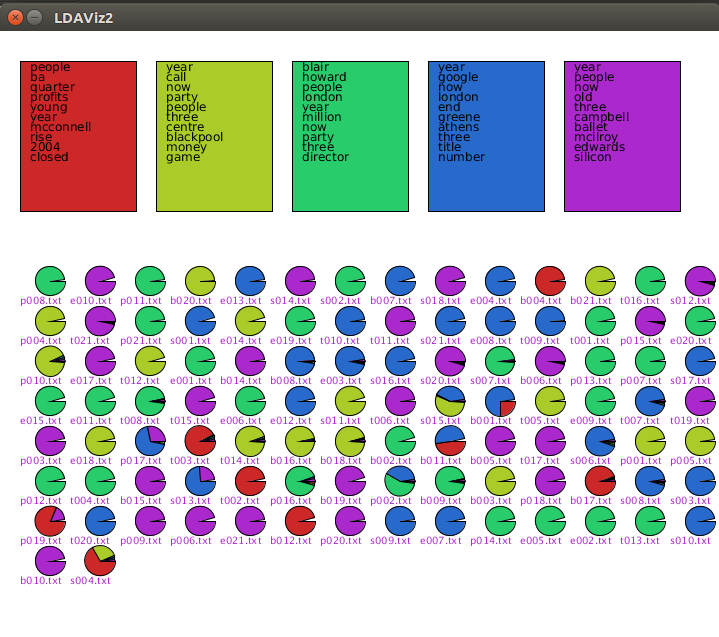 LDAViz2
people
ba
quarter
profits
young
year
mcconnell
rise
2004
closed
year
call
now
party
people
three
centre
blackpool
money
game
blair
howard
people
london
year
million
now
party
three
director
year
google
now
london
end
greene
athens
three
title
number
year
people
now
old
three
campbell
ballet
mcilroy
edwards
silicon
p008.txt e010.txt p011.txt b020.txt e013.txt s014.txt s002.txt b007.txt s018.txt e004.txt b004.txt b021.txt t016.txt s012.txt
p004.txt t021.txt p021.txt s001.txt e014.txt e019.txt t010.txt t011.txt s021.txt e008.txt t009.txt t001.txt p015.txt e020.txt
p010.txt e017.txt t012.txt e001.txt b014.txt b008.txt e003.txt s016.txt s020.txt s007.txt b006.txt p013.txt p007.txt s017.txt
e015.txt e011.txt t008.txt t015.txt e006.txt e012.txt s011.txt t006.txt s015.txt b001.txt t005.txt e009.txt t007.txt t019.txt
p003.txt e018.txt p017.txt t003.txt t014.txt b016.txt b018.txt b002.txt b011.txt b005.txt t017.txt s006.txt p001.txt p005.txt
p012.txt t004.txt b015.txt s013.txt t002.txt p016.txt b019.txt p002.txt b009.txt b003.txt p018.txt b017.txt s008.txt s003.txt
p019.txt t020.txt p009.txt p006.txt e021.txt b012.txt p020.txt s009.txt e007.txt p014.txt e005.txt e002.txt t013.txt s010.txt
b010.txt s004.txt